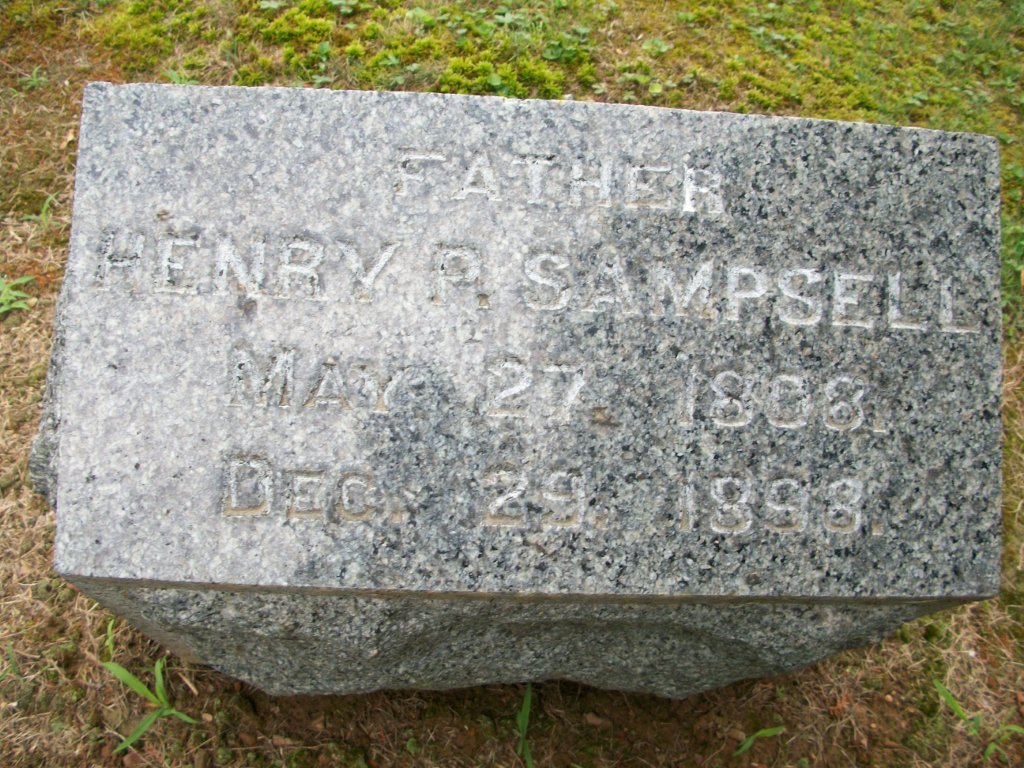 FATHER
HENRY P. SAMPSELL
MAY 27. 1808.
DEC. 29. 1898.